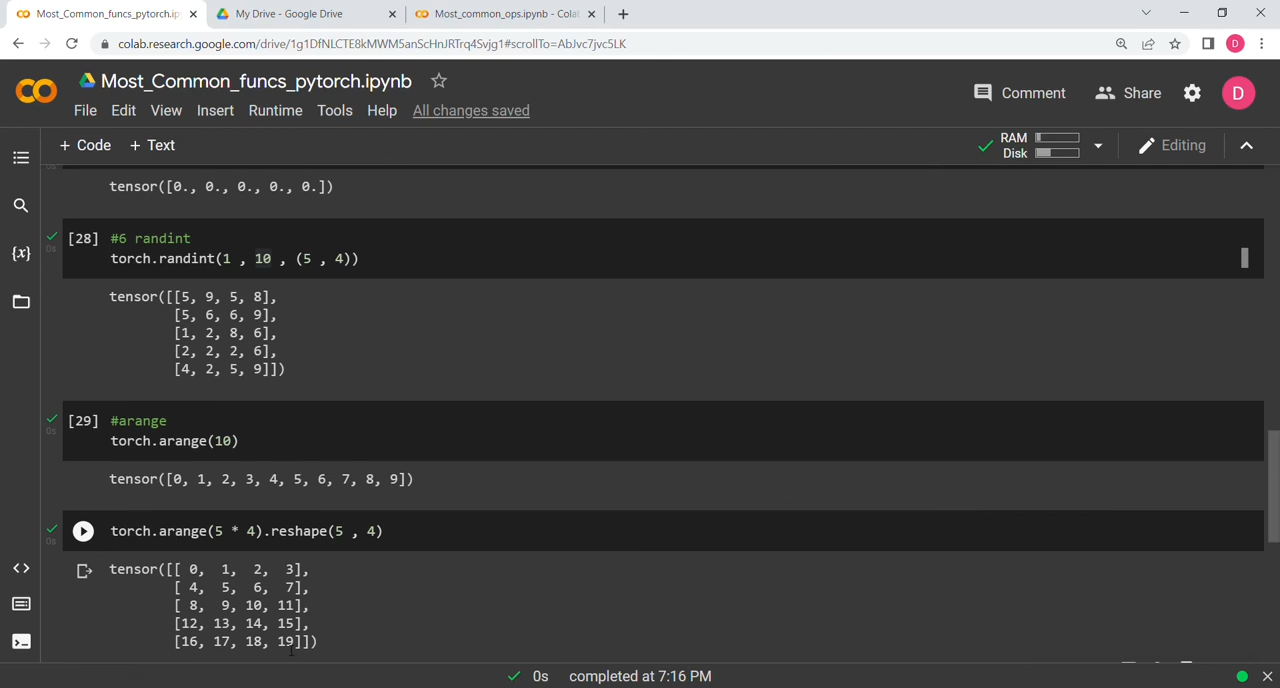 Most_Common_funcs_pytorch.ip
My Drive - Google Drive
Most_common_ops.ipynb - Cola
colab.research.google.com/drive/1g1DfNLCTE8kMWM5anScHnJRTrq4Svjg1#scrollTo=AbJvc7jvc5LK
D
Most_Common_funcs_pytorch.ipynb
File Edit View Insert Runtime Tools Help All changes saved
Comment
Share
D
+ Code + Text
RAM
Disk
Editing
0s
tensor([0., 0., 0., 0., 0.])
[28] #6 randint
0s
torch.randint(1 , 10 , (5 , 4))
tensor([[5, 9, 5, 8],
[5, 6, 6, 9],
[1, 2, 8, 6],
[2, 2, 2, 6],
[4, 2, 5, 9]])
[29] #arange
0s
torch.arange(10)
tensor([0, 1, 2, 3, 4, 5, 6, 7, 8, 9])
torch.arange(5 * 4).reshape(5 , 4)
0s
tensor([[ 0, 1, 2, 3],
[ 4, 5, 6, 7],
[ 8, 9, 10, 11],
[12, 13, 14, 15],
[16, 17, 18, 19]])
{x}
0s completed at 7:16 PM